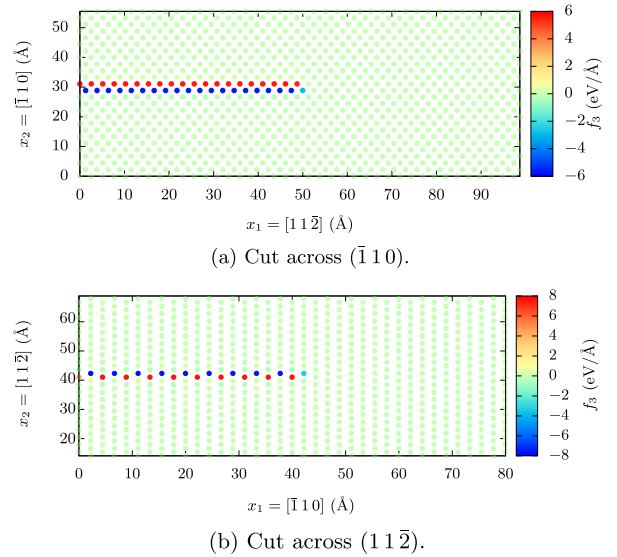 50
40
30
20
10
0
x₂ = [1̅ 1 0] (Å)
0 10 20 30 40 50 60 70 80 90
x₁ = [1 1 2̅] (Å)
6
4
2
0
−2
−4
−6
f₃ (eV/Å)
(a) Cut across (1̅ 1 0).
60
50
40
30
20
x₂ = [1 1 2̅] (Å)
0 10 20 30 40 50 60 70 80
x₁ = [1̅ 1 0] (Å)
8
6
4
2
0
−2
−4
−6
−8
f₃ (eV/Å)
(b) Cut across (1 1 2̅).